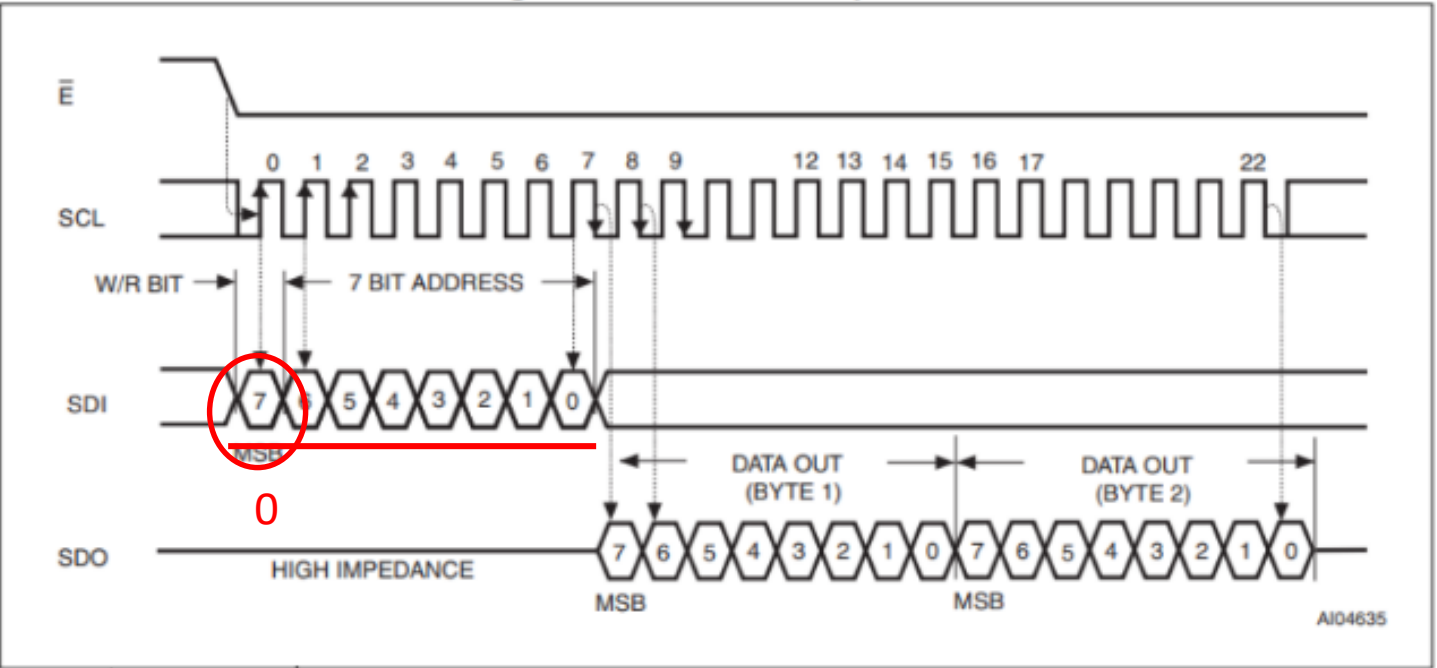 E̅
0 1 2 3 4 5 6 7 8 9 12 13 14 15 16 17 22
SCL
W/R BIT 7 BIT ADDRESS
SDI 7 6 5 4 3 2 1 0
MSB
DATA OUT DATA OUT
(BYTE 1) (BYTE 2)
0
SDO 7 6 5 4 3 2 1 0 7 6 5 4 3 2 1 0
HIGH IMPEDANCE
MSB MSB
AI04635